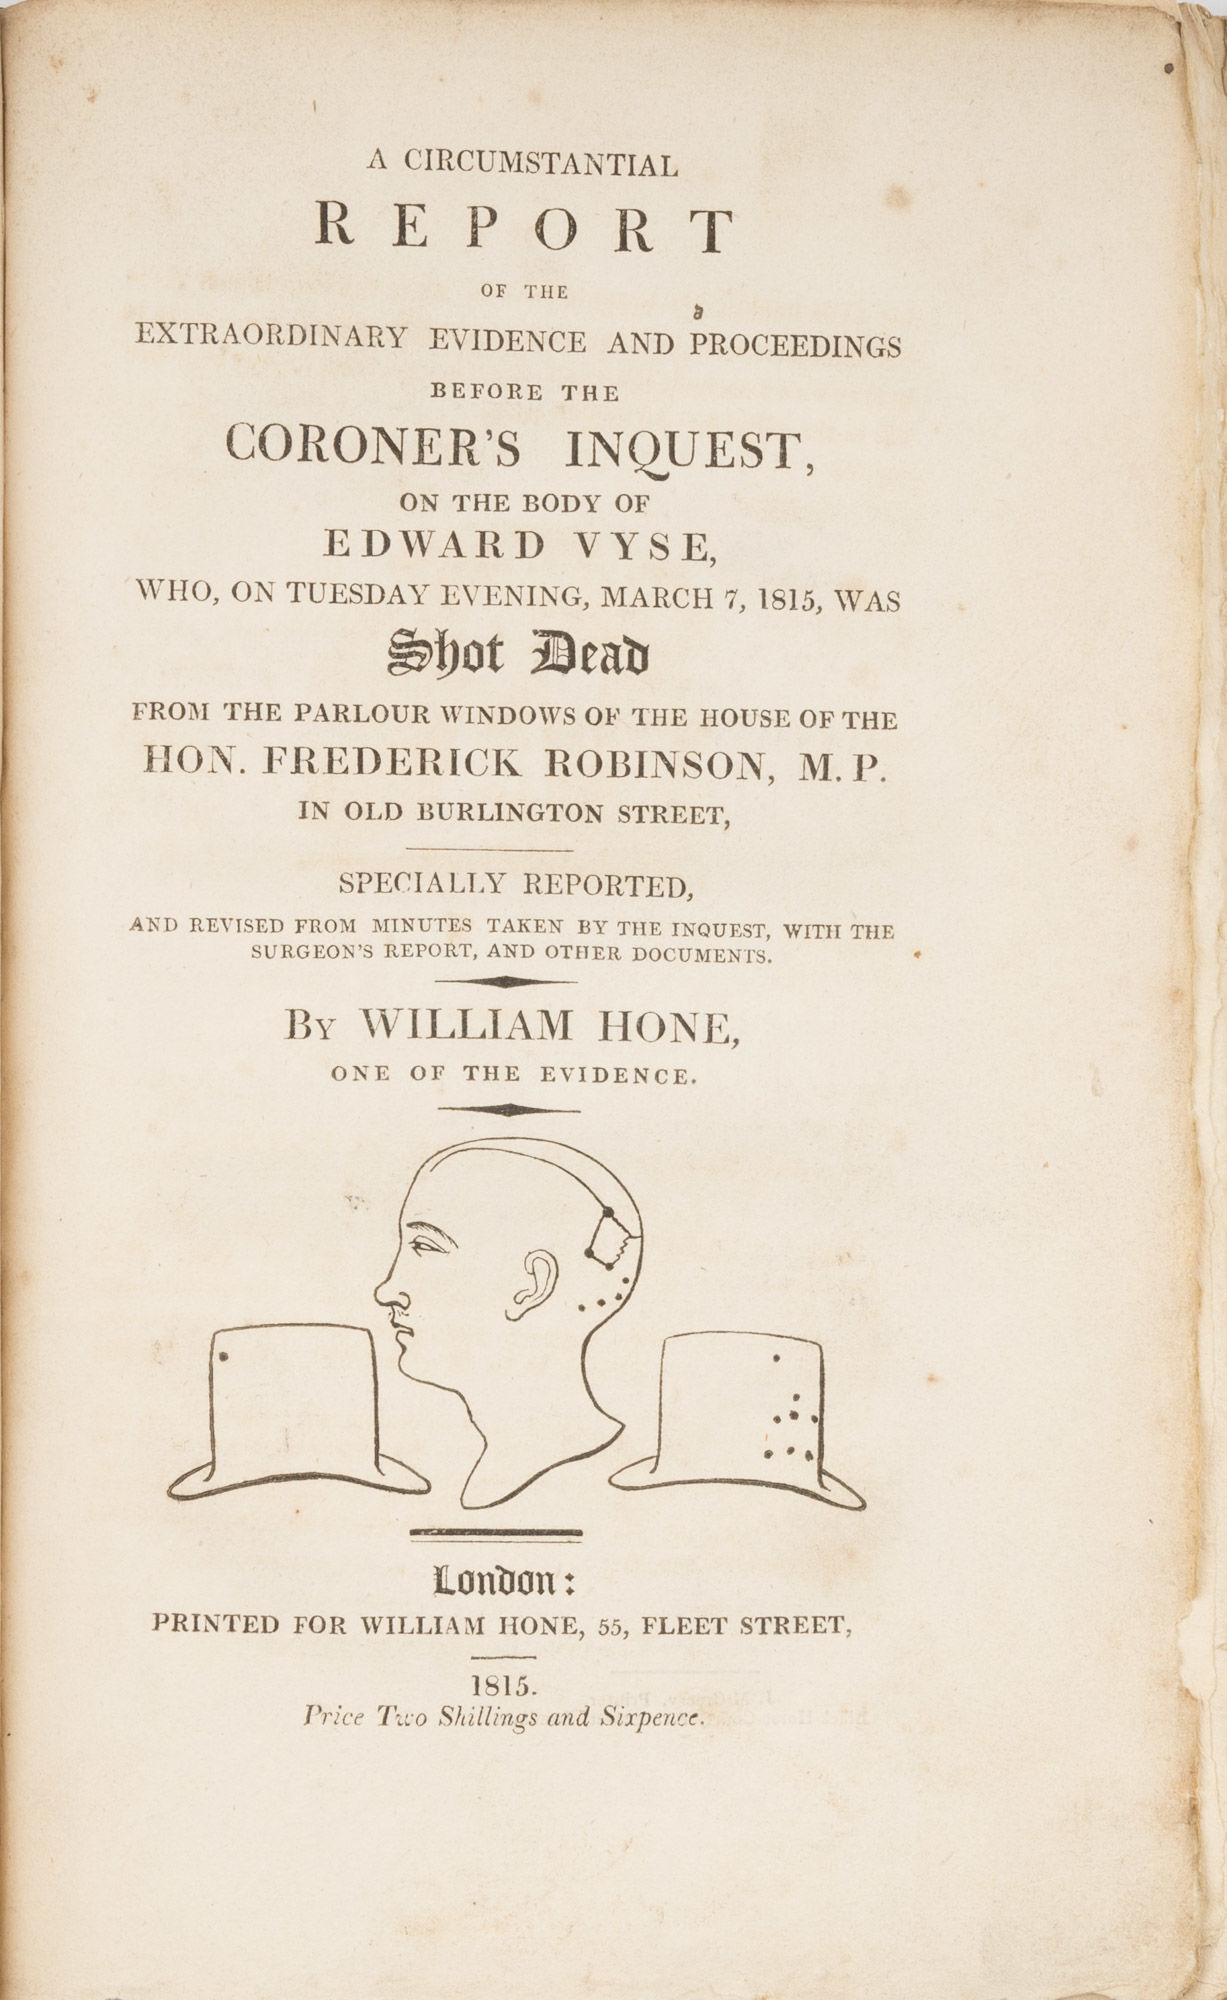 A CIRCUMSTANTIAL
REPORT
OF THE
EXTRAORDINARY EVIDENCE AND PROCEEDINGS
BEFORE THE
CORONER'S INQUEST,
ON THE BODY OF
EDWARD VYSE,
WHO, ON TUESDAY EVENING, MARCH 7, 1815, WAS
Shot Dead
FROM THE PARLOUR WINDOWS OF THE HOUSE OF THE
HON. FREDERICK ROBINSON, M. P.
IN OLD BURLINGTON STREET,
SPECIALLY REPORTED,
AND REVISED FROM MINUTES TAKEN BY THE INQUEST, WITH THE
SURGEON'S REPORT, AND OTHER DOCUMENTS.
By WILLIAM HONE,
ONE OF THE EVIDENCE.
London:
PRINTED FOR WILLIAM HONE, 55, FLEET STREET,
1815.
Price Two Shillings and Sixpence.